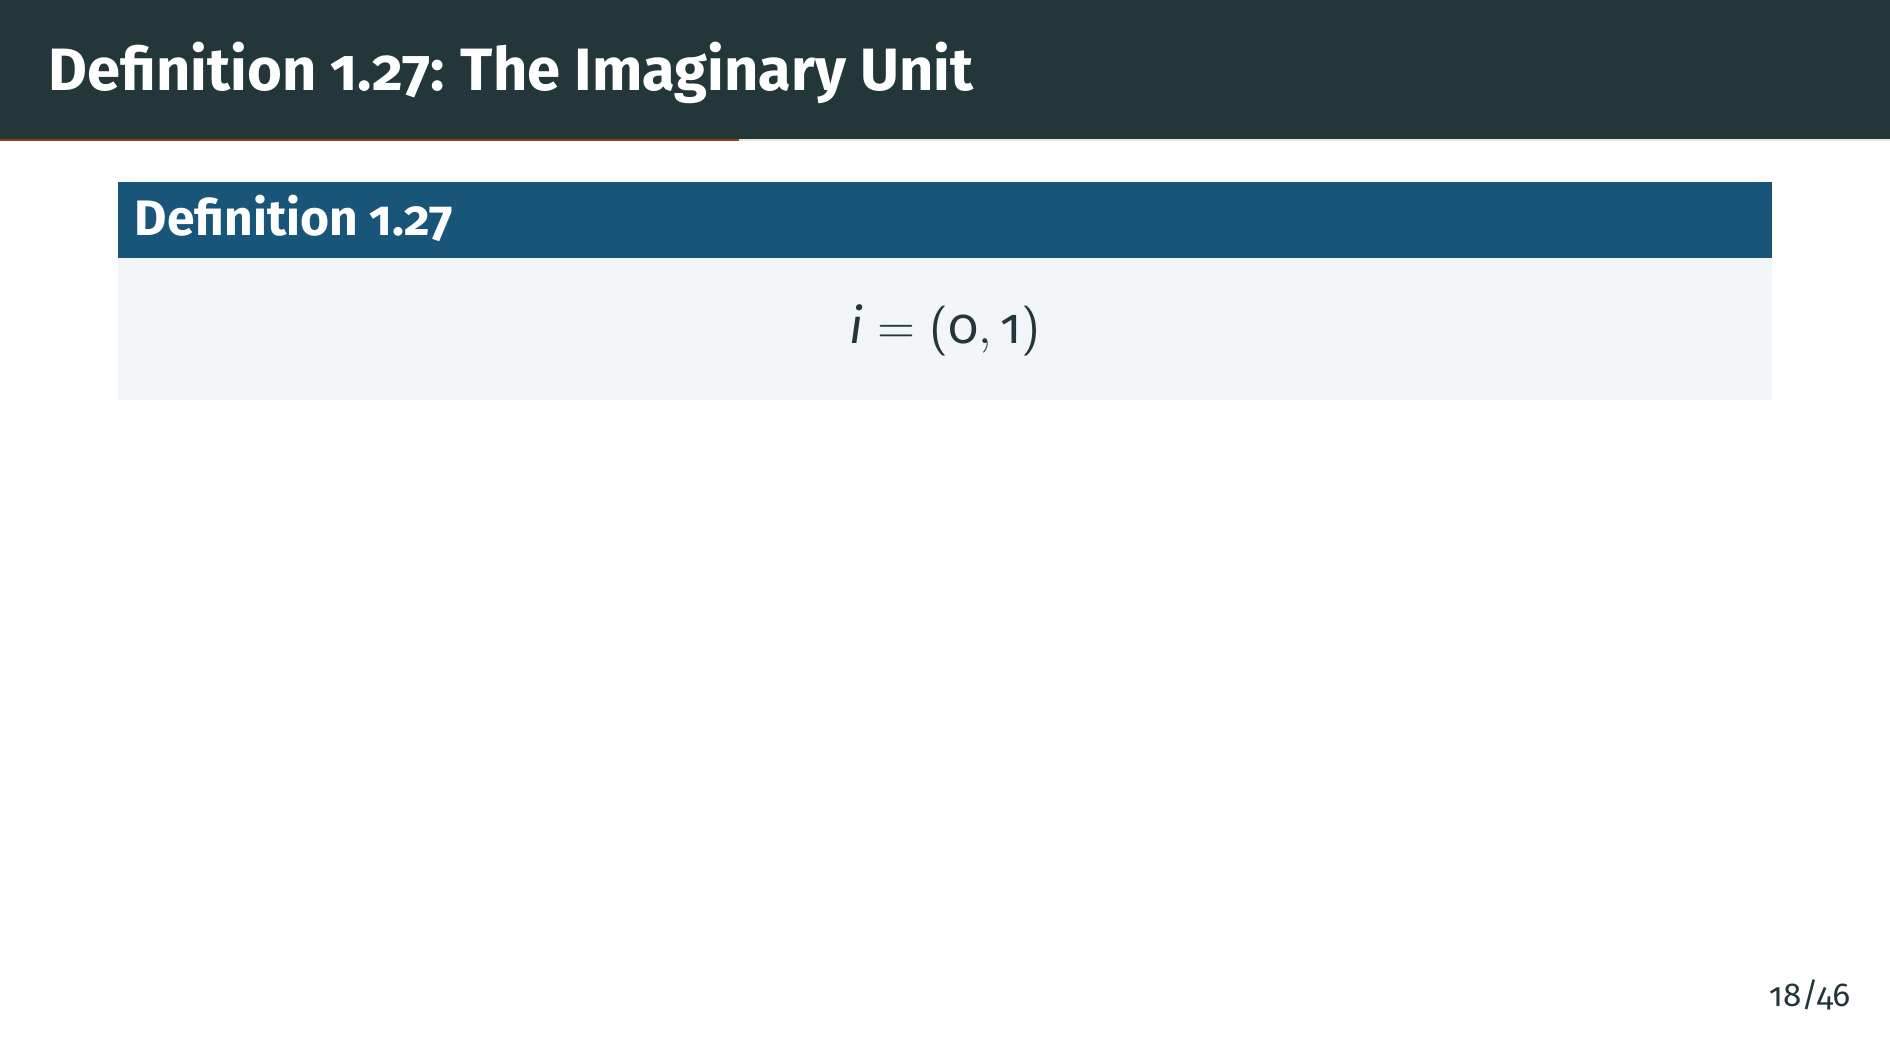 Definition 1.27: The Imaginary Unit
Definition 1.27
i = (0, 1)
18/46